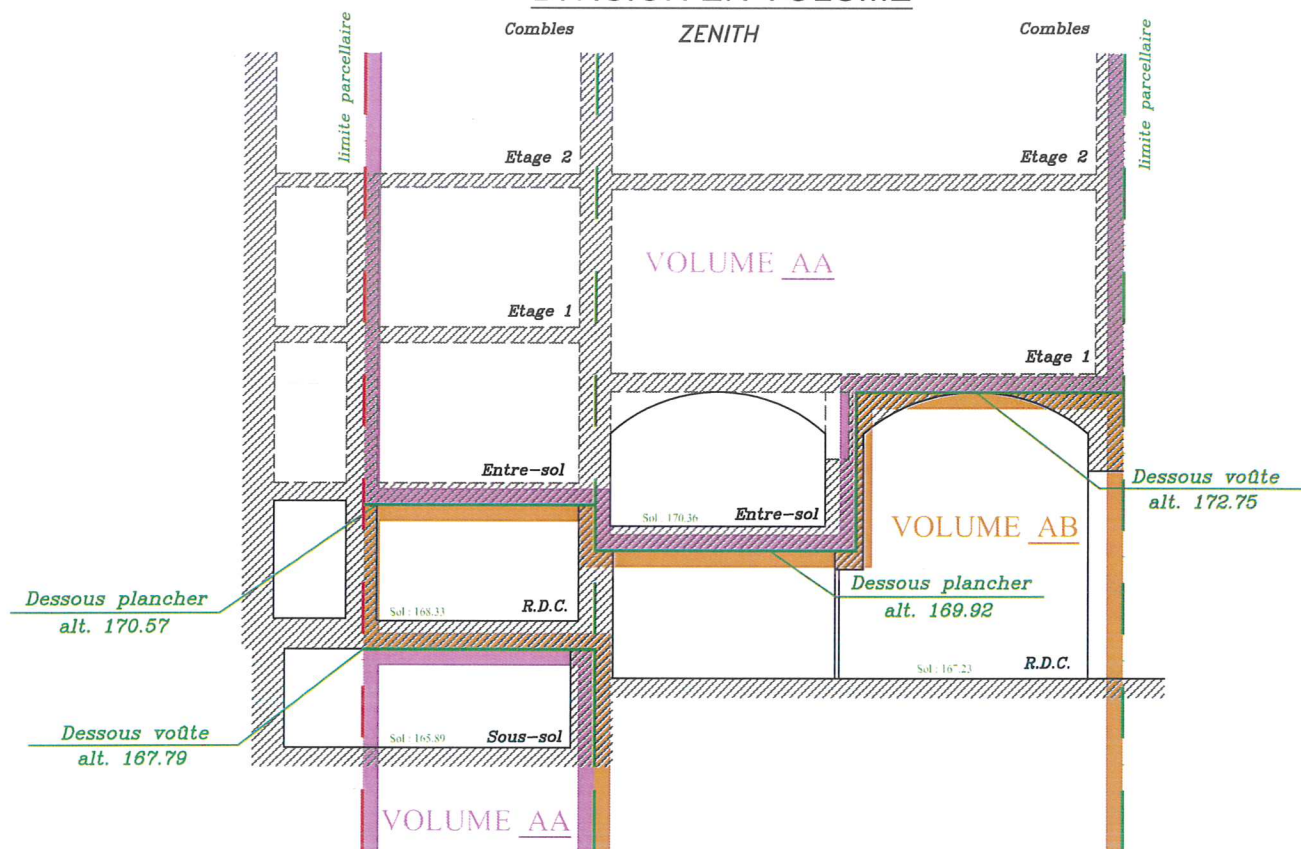 DIVISION EN VOLUME
Combles
ZENITH
Combles
limite parcellaire
limite parcellaire
Etage 2
Etage 2
VOLUME AA
Etage 1
Etage 1
Entre-sol
Dessous voûte
alt. 172.75
Sol : 170.36
Entre-sol
VOLUME AB
Dessous plancher
alt. 170.57
Sol : 168.33
R.D.C.
Dessous plancher
alt. 169.92
Sol : 167.23
R.D.C.
Dessous voûte
alt. 167.79
Sol : 165.89
Sous-sol
VOLUME AA